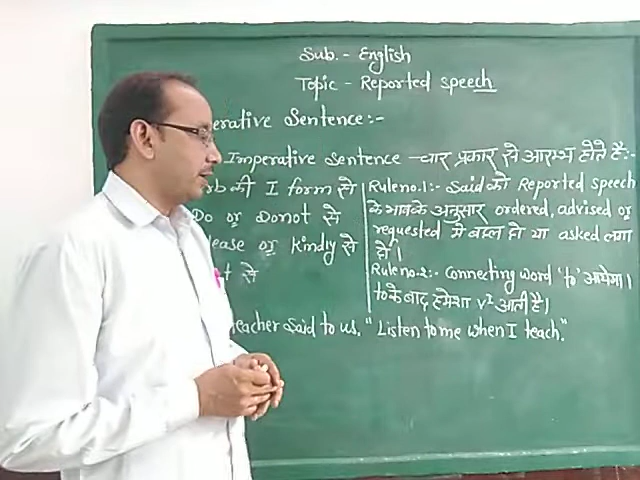 Sub.- English
Topic - Reported speech
erative Sentence:-
Imperative Sentence - चार प्रकार से आरम्भ होते है:-
b की I form से
Do or Donot से
lease or Kindly से
t से
Rule no.1:- Said को Reported speech
के भाव के अनुसार ordered, advised or
requested में बदल दो या asked लगा
दो।
Rule no-2:- Connecting word 'to' आयेगा।
to के बाद हमेशा V¹ आती है।
eacher said to us. "Listen to me when I teach."